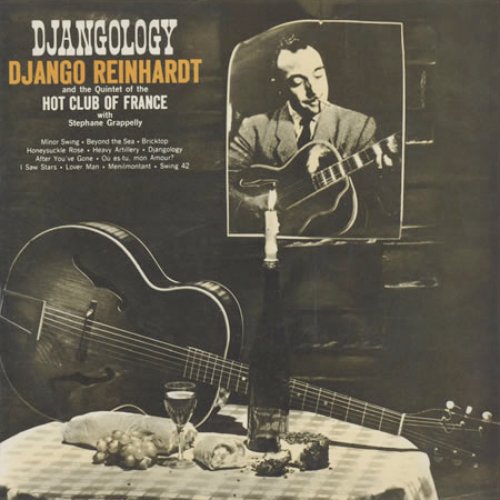 DJANGOLOGY
DJANGO REINHARDT
and the Quintet of the
HOT CLUB OF FRANCE
with
Stephane Grappelly
Minor Swing • Beyond the Sea • Bricktop
Honeysuckle Rose • Heavy Artillery • Djangology
After You've Gone • Où es-tu, mon Amour?
I Saw Stars • Lover Man • Menilmontant • Swing 42